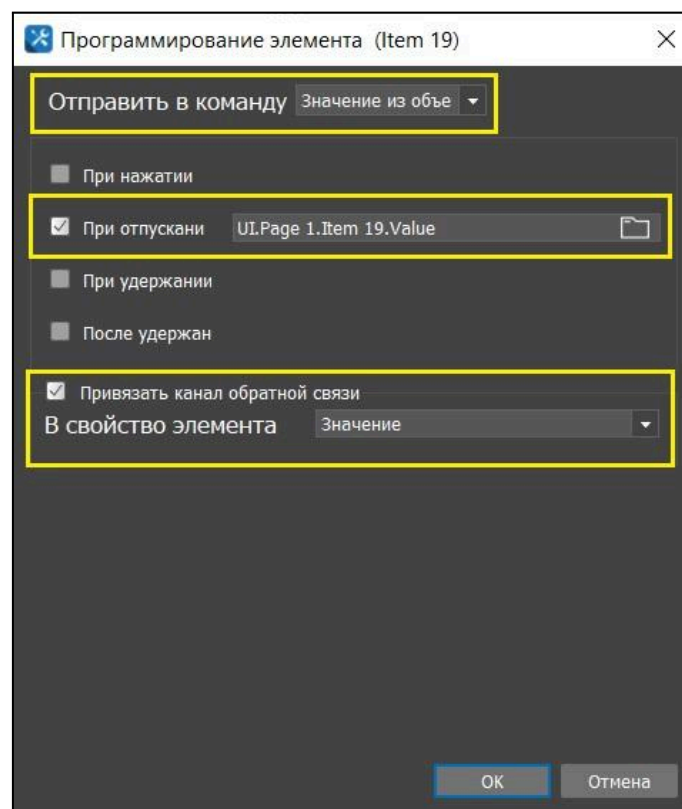 Программирование элемента (Item 19)
Отправить в команду Значение из объе
При нажатии
При отпускани UI.Page 1.Item 19.Value
При удержании
После удержан
Привязать канал обратной связи
В свойство элемента Значение
OK Отмена